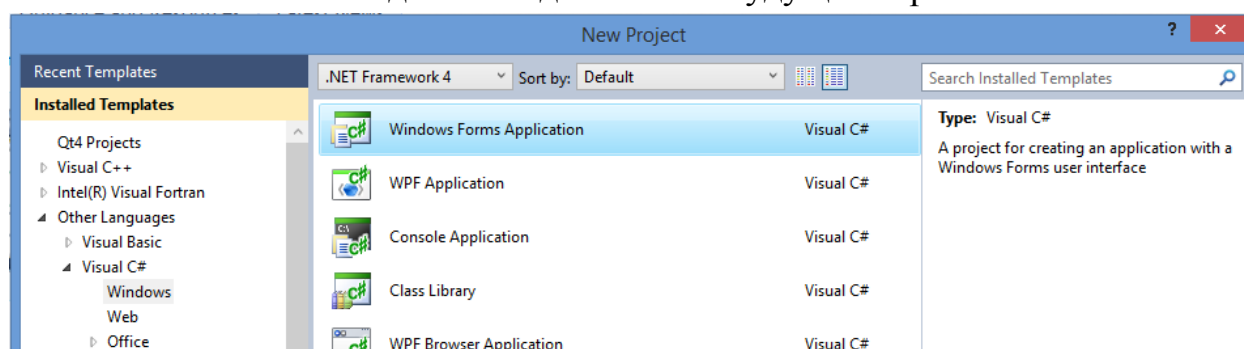 New Project
?
Recent Templates
Installed Templates
Qt4 Projects
Visual C++
Intel(R) Visual Fortran
Other Languages
Visual Basic
Visual C#
Windows
Web
Office
.NET Framework 4
Sort by: Default
Windows Forms Application Visual C#
WPF Application Visual C#
Console Application Visual C#
Class Library Visual C#
WPF Browser Application Visual C#
Search Installed Templates
Type: Visual C#
A project for creating an application with a
Windows Forms user interface